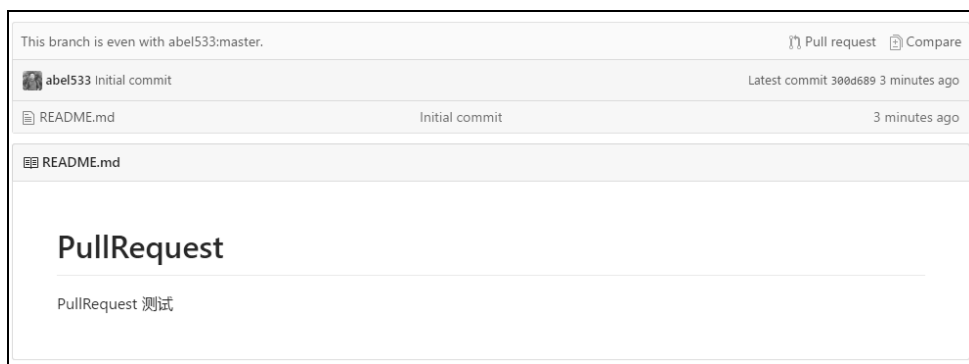 This branch is even with abel533:master. Pull request Compare
abel533 Initial commit Latest commit 300d689 3 minutes ago
README.md Initial commit 3 minutes ago
README.md
PullRequest
PullRequest 测试